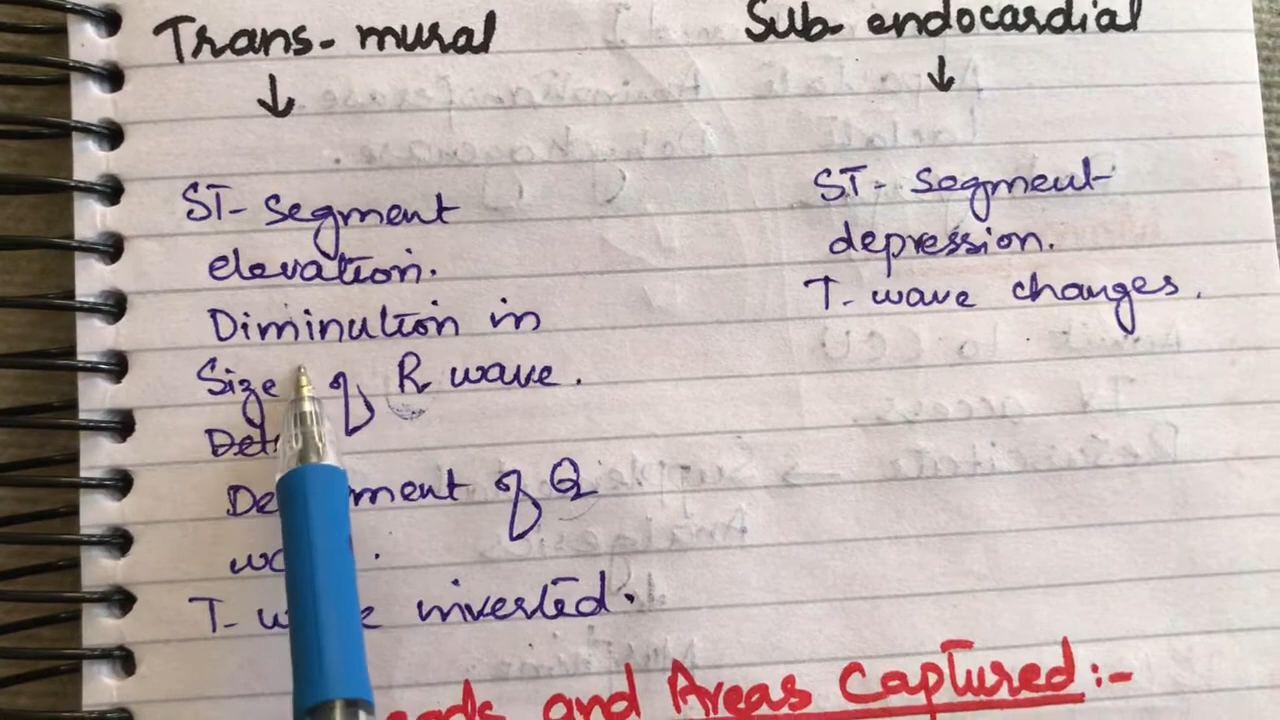 Trans-mural
ST-segment
elevation.
Diminution in
Size of R wave.
of Q
T- inverted.
Sub-endocardial
ST-segment
depression.
T-wave changes.
and Areas Captured:-